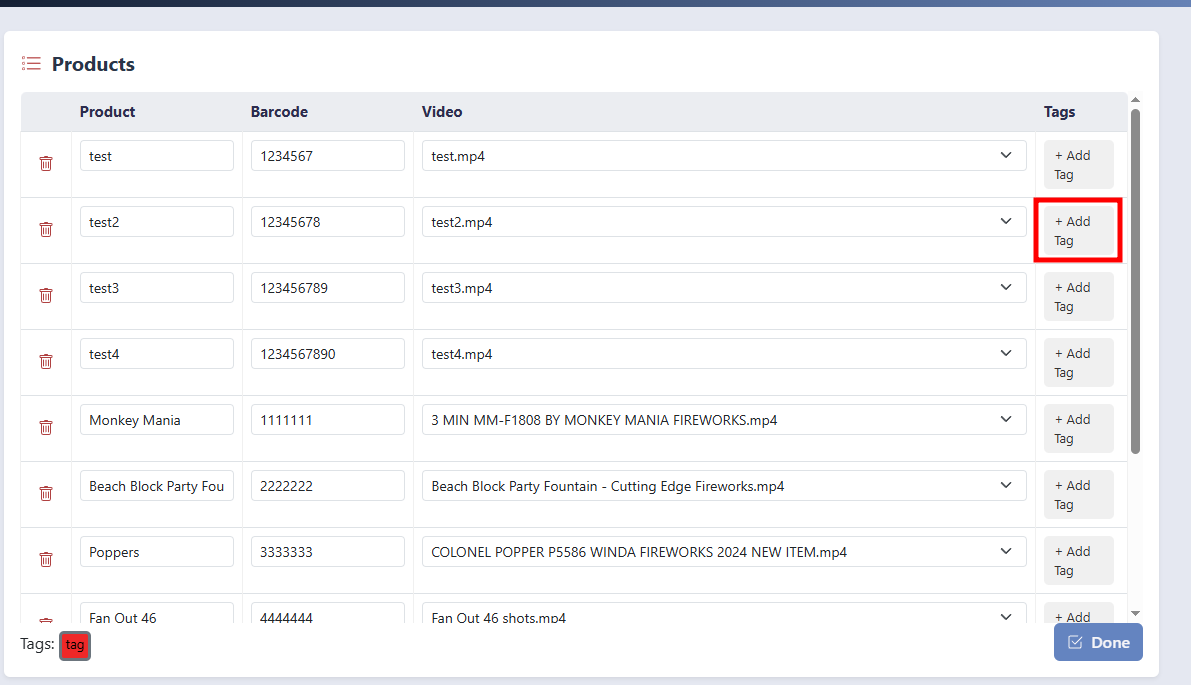 Products
Product Barcode Video Tags
test 1234567 test.mp4 + Add
Tag
test2 12345678 test2.mp4 + Add
Tag
test3 123456789 test3.mp4 + Add
Tag
test4 1234567890 test4.mp4 + Add
Tag
Monkey Mania 1111111 3 MIN MM-F1808 BY MONKEY MANIA FIREWORKS.mp4 + Add
Tag
Beach Block Party Fou 2222222 Beach Block Party Fountain - Cutting Edge Fireworks.mp4 + Add
Tag
Poppers 3333333 COLONEL POPPER P5586 WINDA FIREWORKS 2024 NEW ITEM.mp4 + Add
Tag
Fan Out 46 4444444 Fan Out 46 shots.mp4 + Add
Tags: tag Done